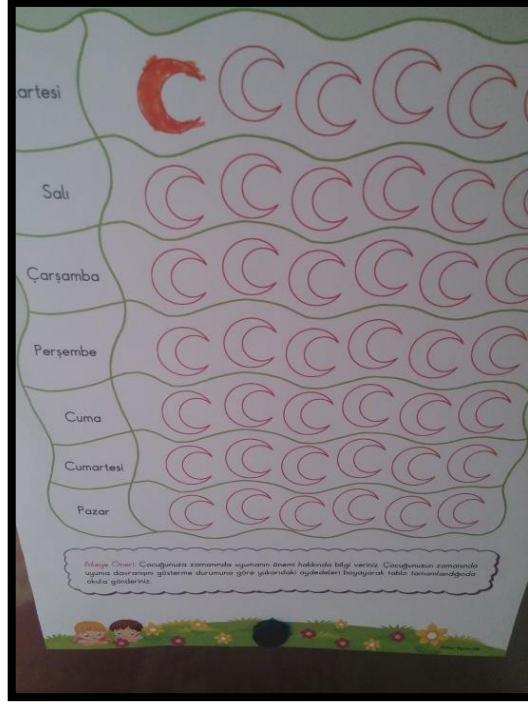 artesi
Salı
Çarşamba
Perşembe
Cuma
Cumartesi
Pazar
Aileye Öneri: Çocuğunuza zamanında uyumanın önemi hakkında bilgi veriniz. Çocuğunuzun zamanında
uyuma davranışını gösterme durumuna göre yukarıdaki aydedeleri boyayarak tablo tamamlandığında
okula gönderiniz.